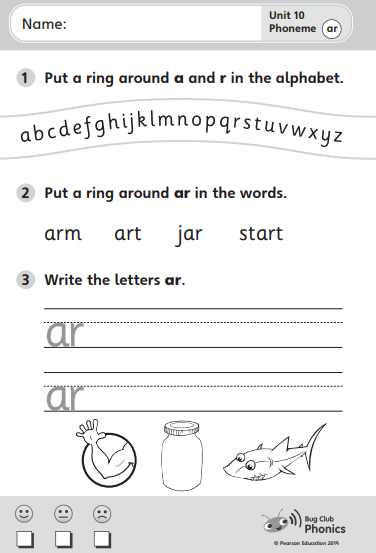 Name:
Unit 10
Phoneme ar
1 Put a ring around a and r in the alphabet.
abcdefghijklmnopqrstuvwxyz
2 Put a ring around ar in the words.
arm art jar start
3 Write the letters ar.
ar
ar
Bug Club
Phonics
© Pearson Education 2019